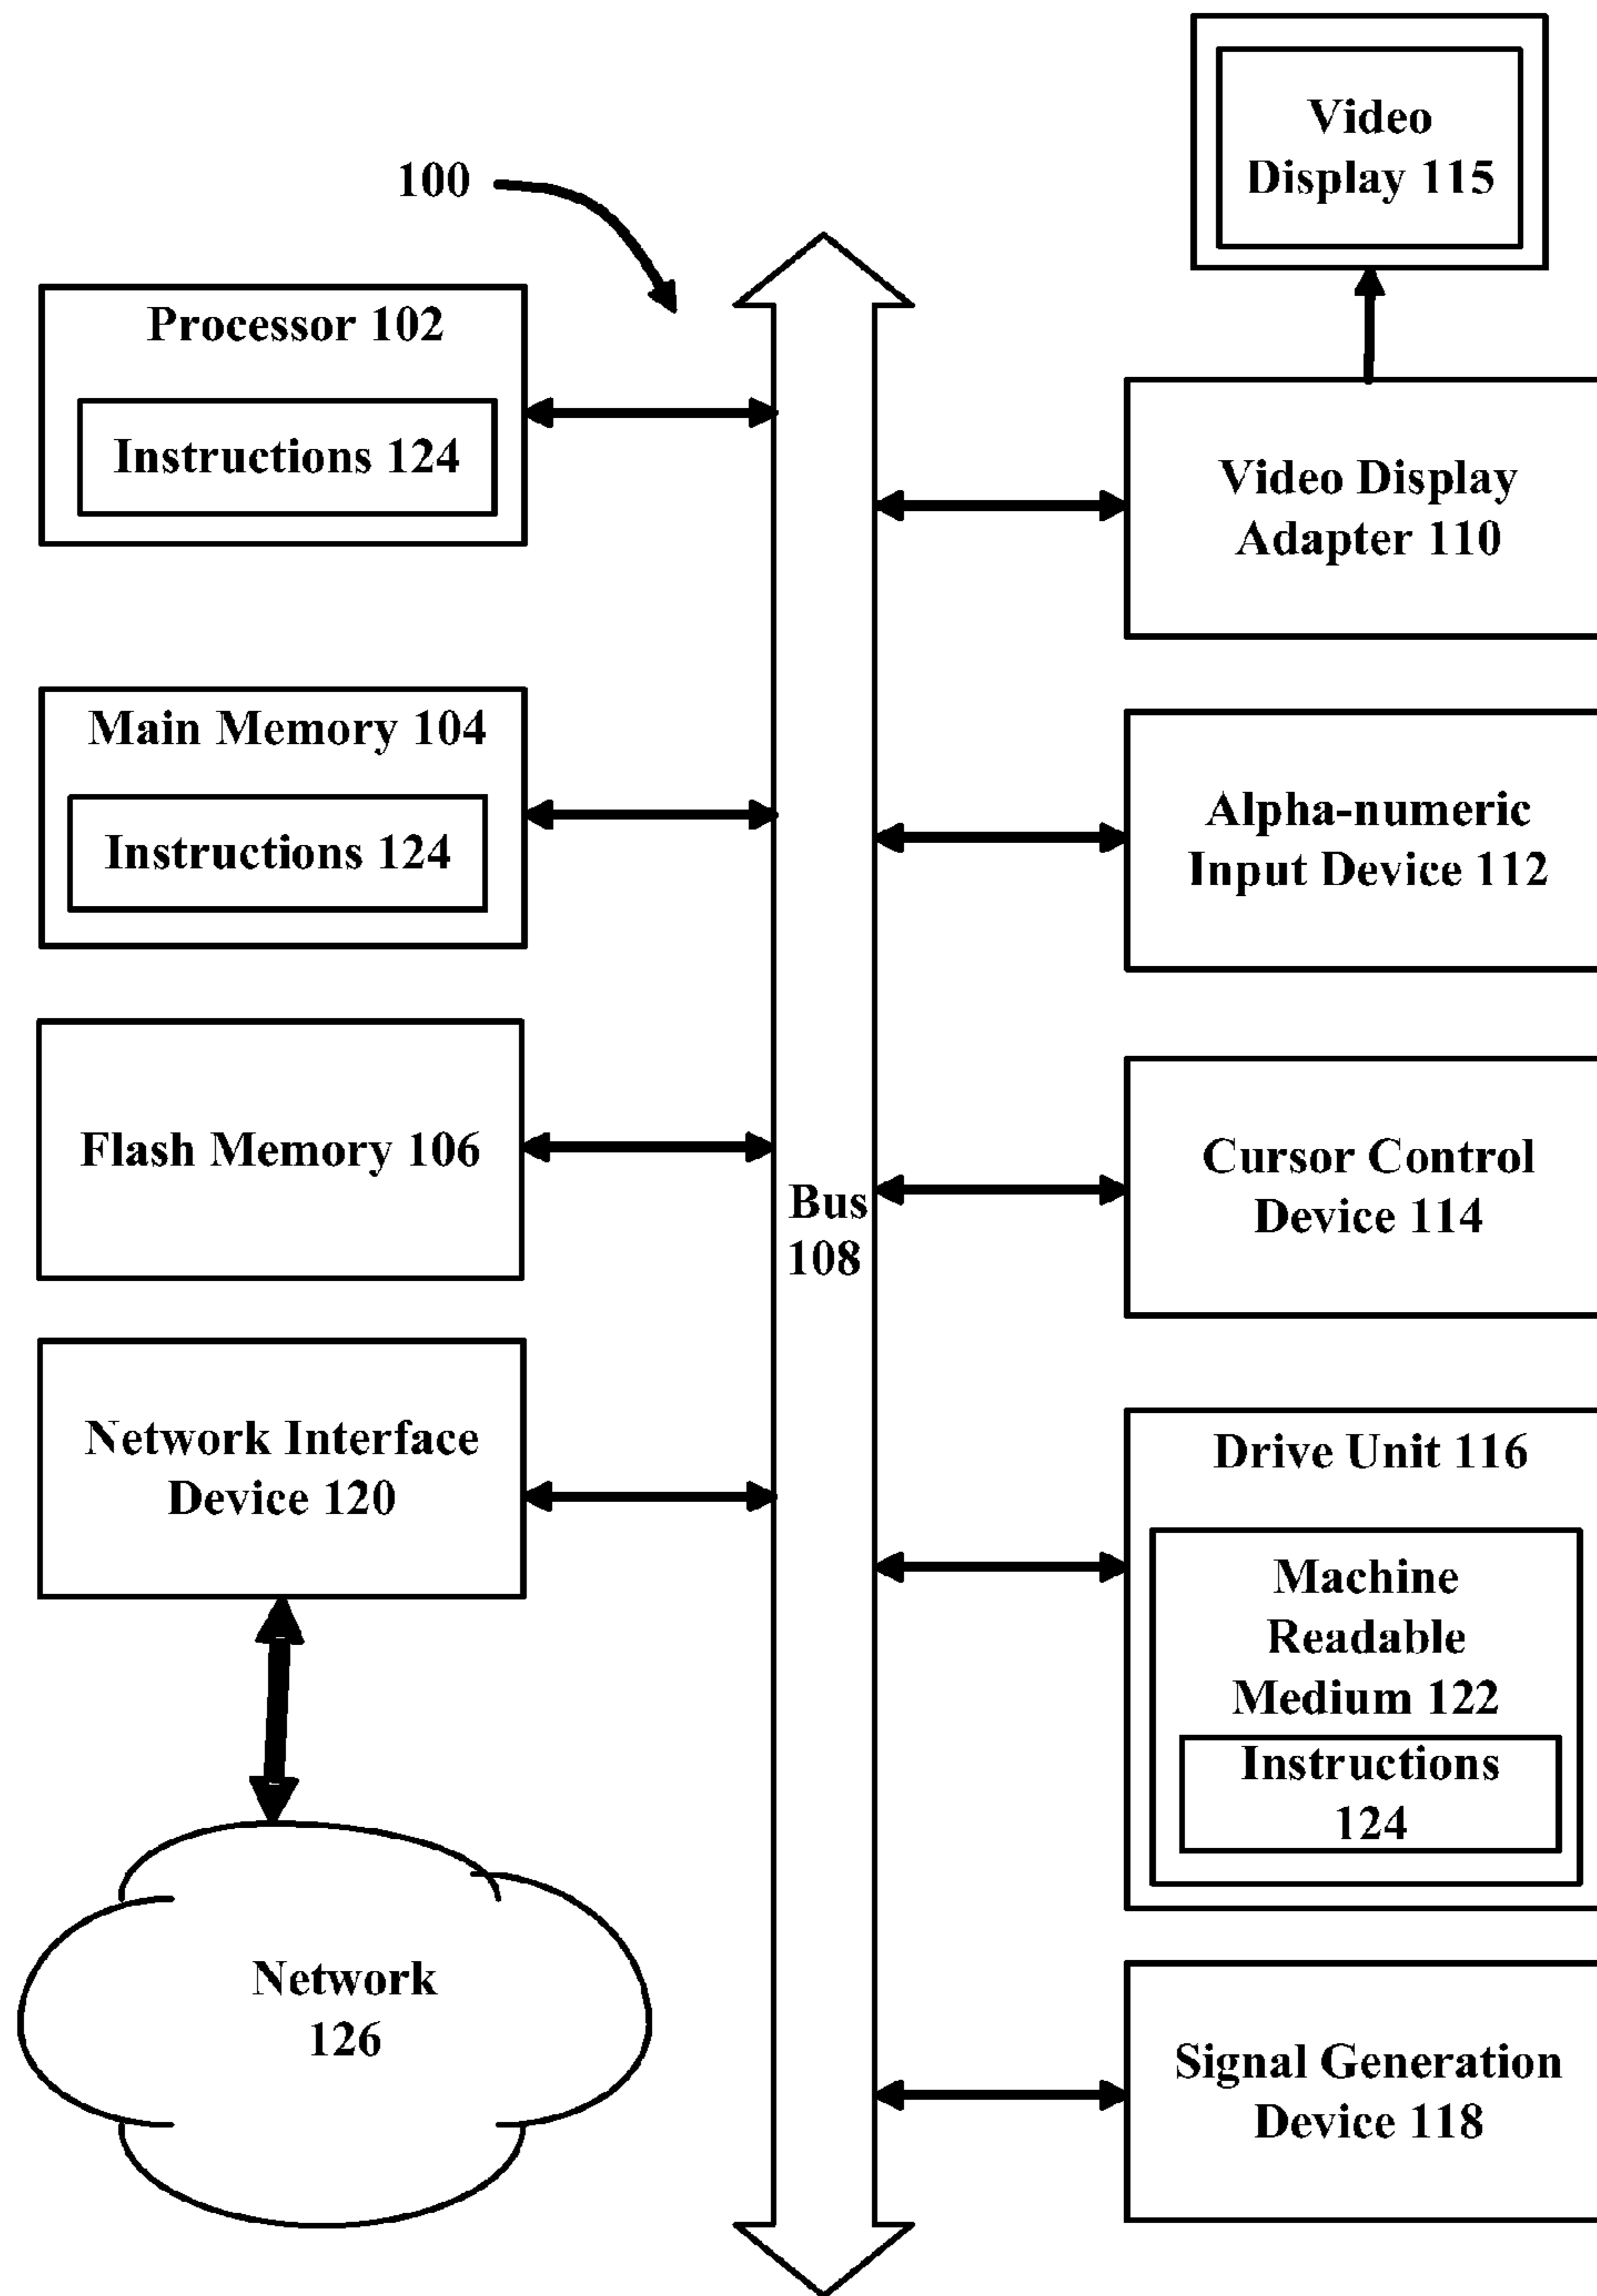 100
Processor 102
Instructions 124
Main Memory 104
Instructions 124
Flash Memory 106
Network Interface
Device 120
Network
126
Bus
108
Video
Display 115
Video Display
Adapter 110
Alpha-numeric
Input Device 112
Cursor Control
Device 114
Drive Unit 116
Machine
Readable
Medium 122
Instructions
124
Signal Generation
Device 118